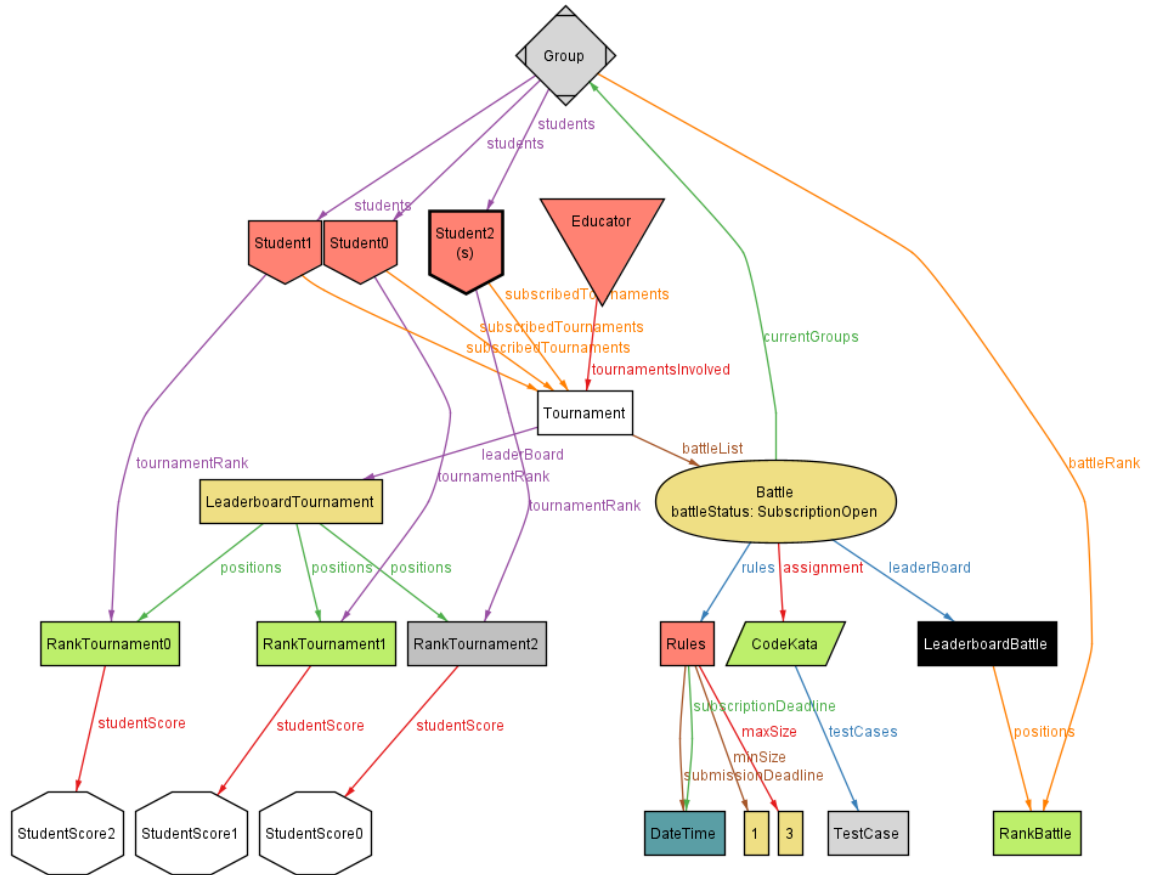 Group
students
students
students
Student1
Student0
Student2
(s)
Educator
subscribedTournaments
subscribedTournaments
subscribedTournaments
currentGroups
tournamentsInvolved
Tournament
battleList
leaderBoard
battleRank
tournamentRank
tournamentRank
tournamentRank
LeaderboardTournament
Battle
battleStatus: SubscriptionOpen
positions
positions
positions
rules
assignment
leaderBoard
RankTournament0
RankTournament1
RankTournament2
Rules
CodeKata
LeaderboardBattle
subscriptionDeadline
studentScore
studentScore
studentScore
maxSize
testCases
positions
minSize
submissionDeadline
StudentScore2
StudentScore1
StudentScore0
DateTime
1
3
TestCase
RankBattle